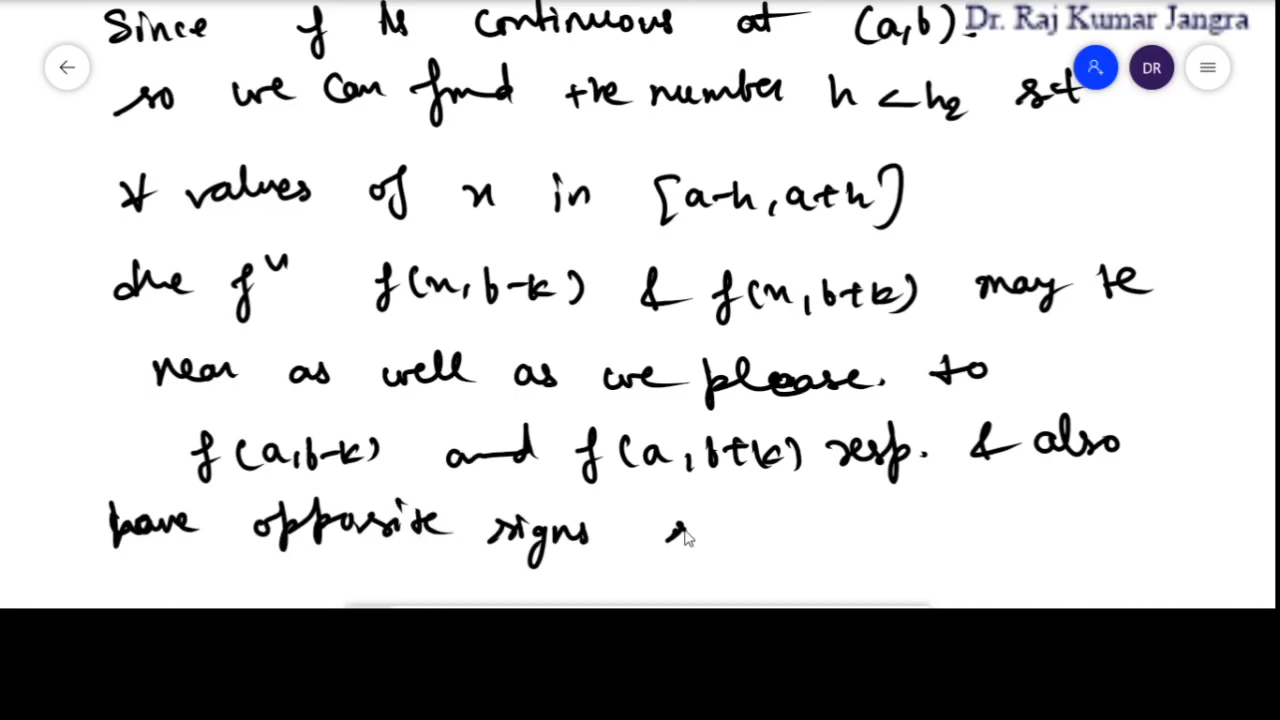 Since f is continuous at (a,b). Dr. Raj Kumar Jangra
DR
so we can find the number h < h₂ s.t
∀ values of x in [a-h, a+h]
the fⁿ f(x, b-k) & f(x, b+k) may be
near as well as we please. to
f(a, b-k) and f(a, b+k) resp. & also
have opposite signs